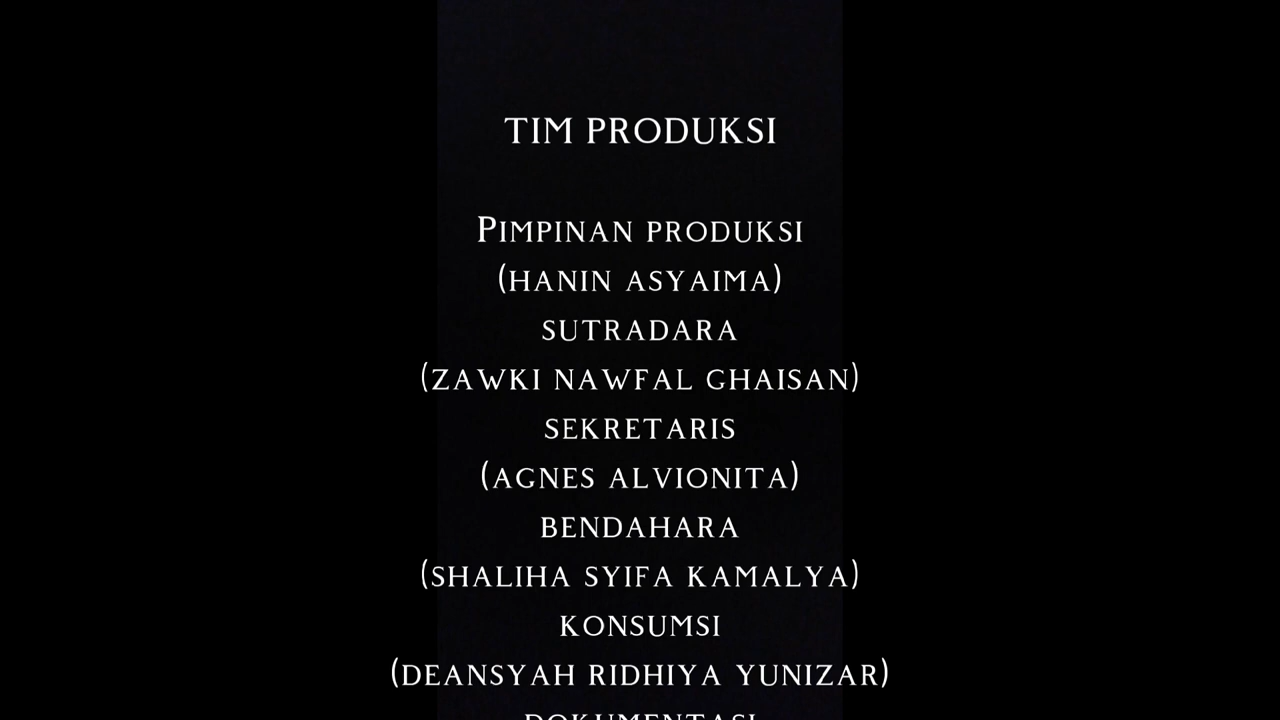 TIM PRODUKSI
PIMPINAN PRODUKSI
(HANIN ASYAIMA)
SUTRADARA
(ZAWKI NAWFAL GHAISAN)
SEKRETARIS
(AGNES ALVIONITA)
BENDAHARA
(SHALIHA SYIFA KAMALYA)
KONSUMSI
(DEANSYAH RIDHIYA YUNIZAR)
DOKUMENTASI